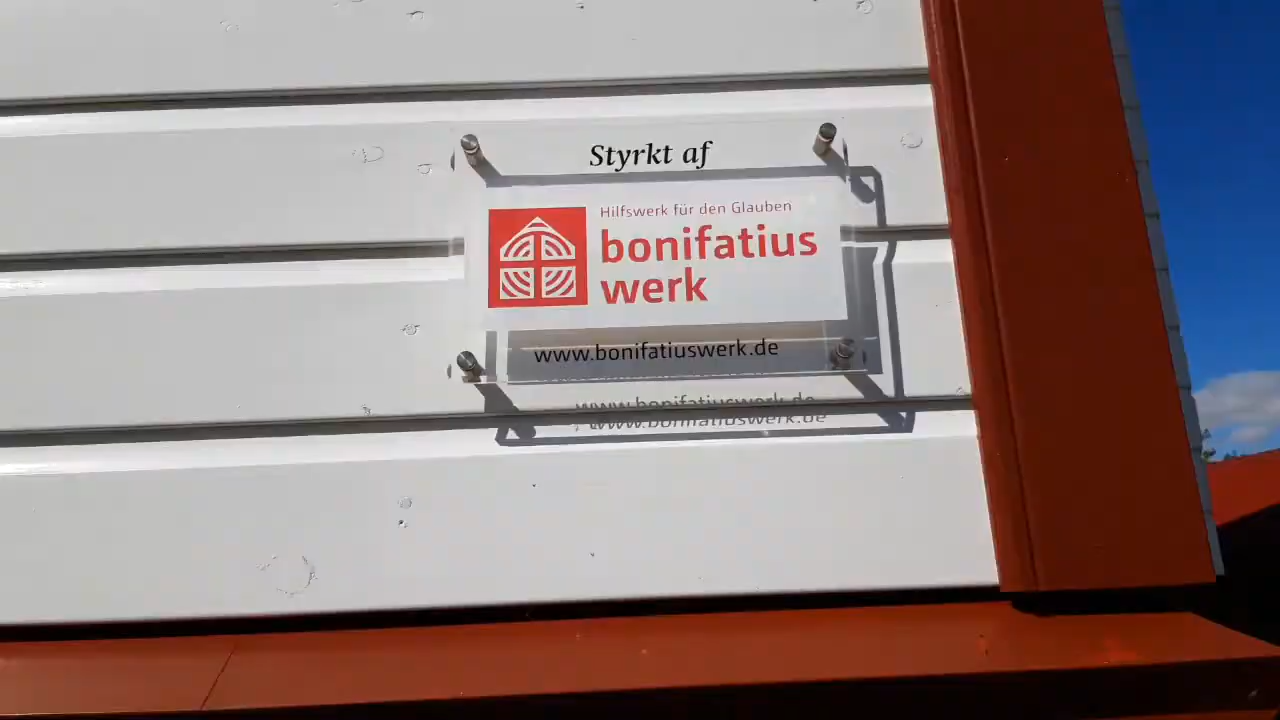 Styrkt af
Hilfswerk für den Glauben
bonifatius
werk
www.bonifatiuswerk.de